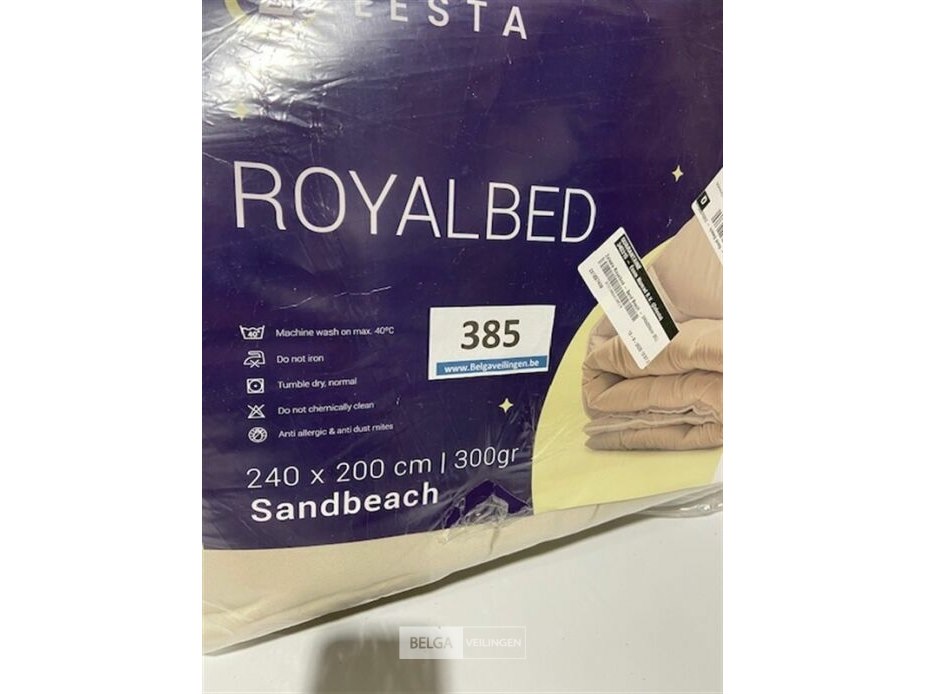 EESTA
ROYALBED
Machine wash on max. 40ºC
Do not iron
Tumble dry, normal
Do not chemically clean
Anti allergic & anti dust mites
385
www.Belgaveilingen.be
240 x 200 cm | 300gr
Sandbeach
BELGA VEILINGEN